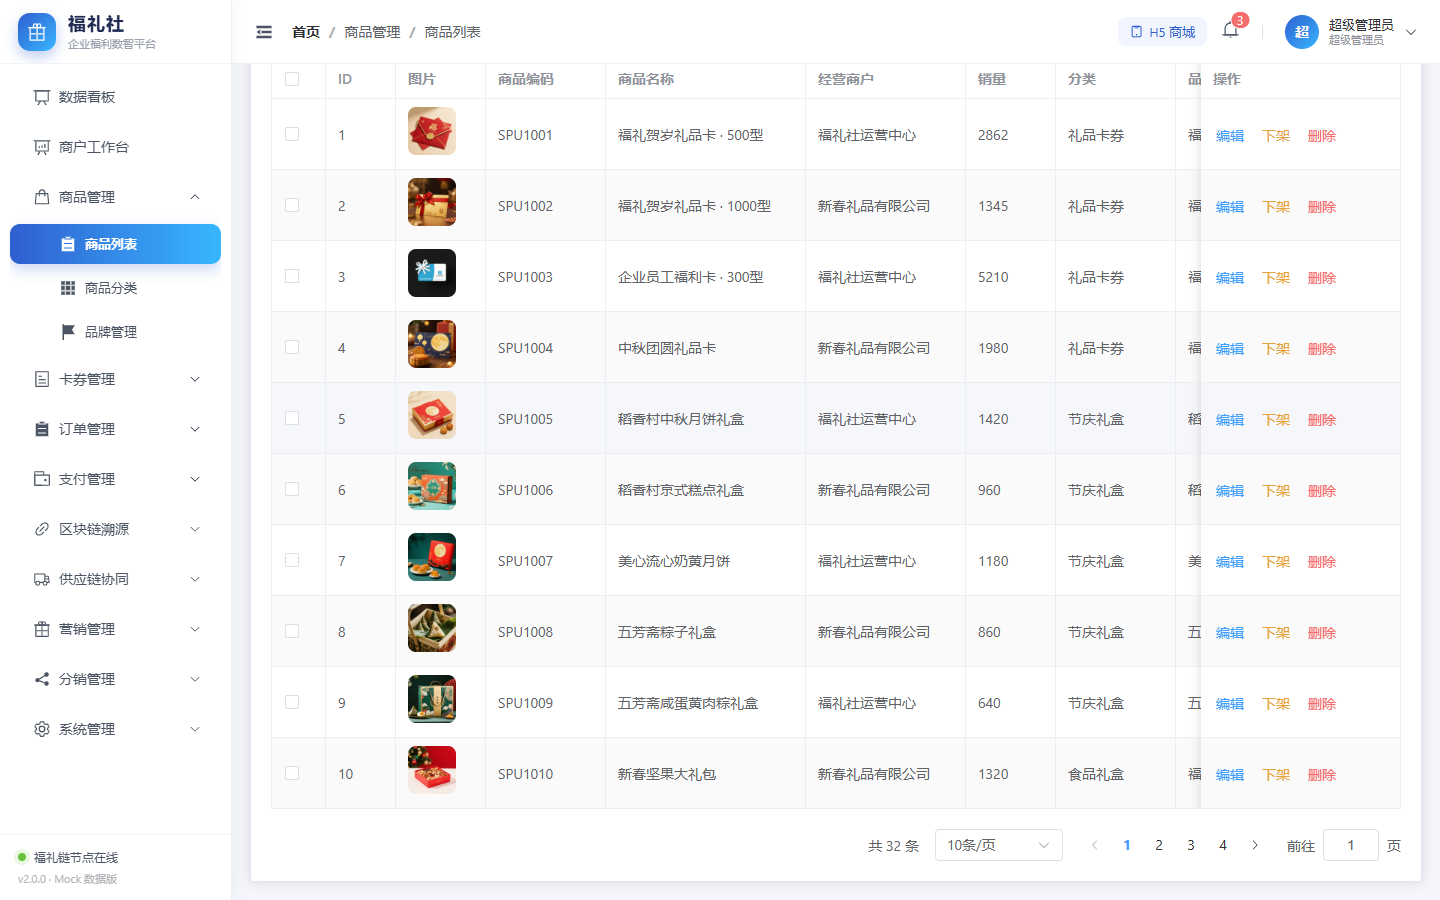 福礼社
企业福利数智平台
首页 / 商品管理 / 商品列表
H5 商城
3
超
超级管理员
超级管理员
数据看板
商户工作台
商品管理
商品列表
商品分类
品牌管理
卡券管理
订单管理
支付管理
区块链溯源
供应链协同
营销管理
分销管理
系统管理
福礼链节点在线
v2.0.0 · Mock 数据版
ID 图片 商品编码 商品名称 经营商户 销量 分类 品 操作
1 SPU1001 福礼贺岁礼品卡 · 500型 福礼社运营中心 2862 礼品卡券 福 编辑 下架 删除
2 SPU1002 福礼贺岁礼品卡 · 1000型 新春礼品有限公司 1345 礼品卡券 福 编辑 下架 删除
3 SPU1003 企业员工福利卡 · 300型 福礼社运营中心 5210 礼品卡券 福 编辑 下架 删除
4 SPU1004 中秋团圆礼品卡 新春礼品有限公司 1980 礼品卡券 福 编辑 下架 删除
5 SPU1005 稻香村中秋月饼礼盒 福礼社运营中心 1420 节庆礼盒 稻 编辑 下架 删除
6 SPU1006 稻香村京式糕点礼盒 新春礼品有限公司 960 节庆礼盒 稻 编辑 下架 删除
7 SPU1007 美心流心奶黄月饼 福礼社运营中心 1180 节庆礼盒 美 编辑 下架 删除
8 SPU1008 五芳斋粽子礼盒 新春礼品有限公司 860 节庆礼盒 五 编辑 下架 删除
9 SPU1009 五芳斋咸蛋黄肉粽礼盒 福礼社运营中心 640 节庆礼盒 五 编辑 下架 删除
10 SPU1010 新春坚果大礼包 新春礼品有限公司 1320 食品礼盒 福 编辑 下架 删除
共 32 条 10条/页 1 2 3 4 前往 1 页